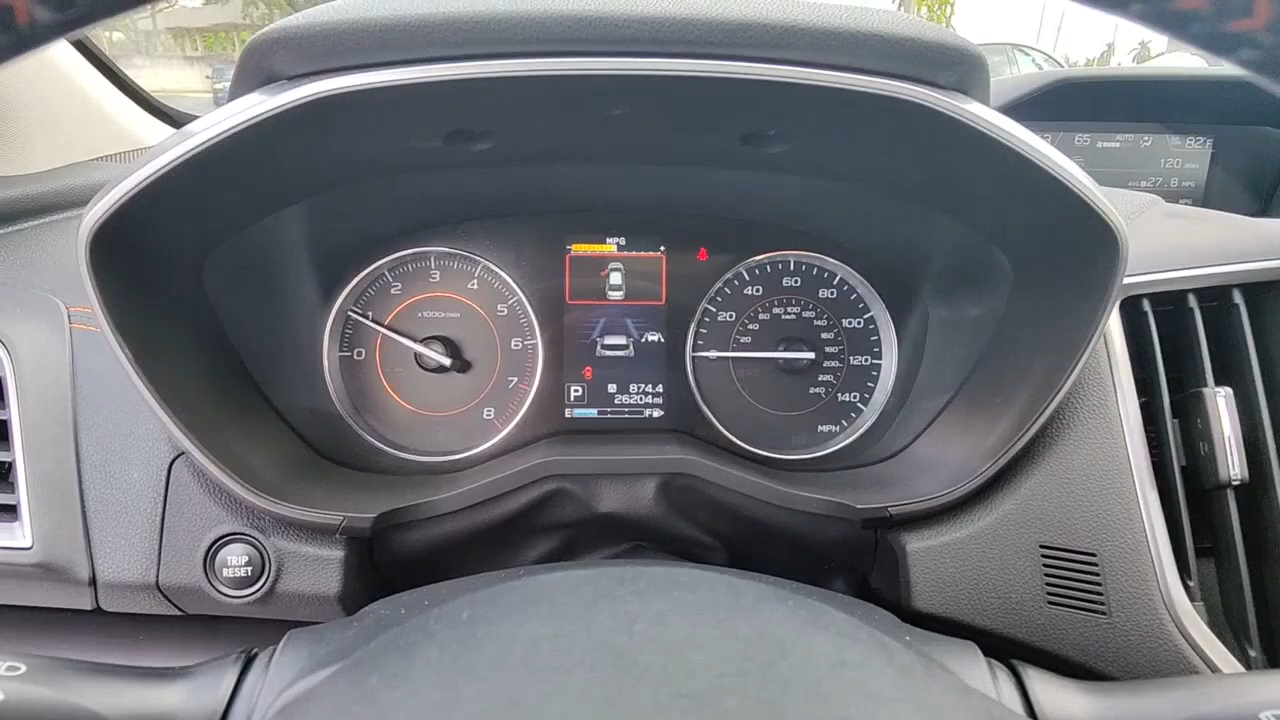 65 AUTO 82°F
120 miles
AVG A 27.8 MPG
MPG
MPG
0 1 2 3 4 5 6 7 8
x1000r/min
P
A 874.4
26204mi
E F
20 40 60 80 100 120 140
MPH
20 40 60 80 100 120 140 160 180 200 220 240
km/h
TRIP
RESET